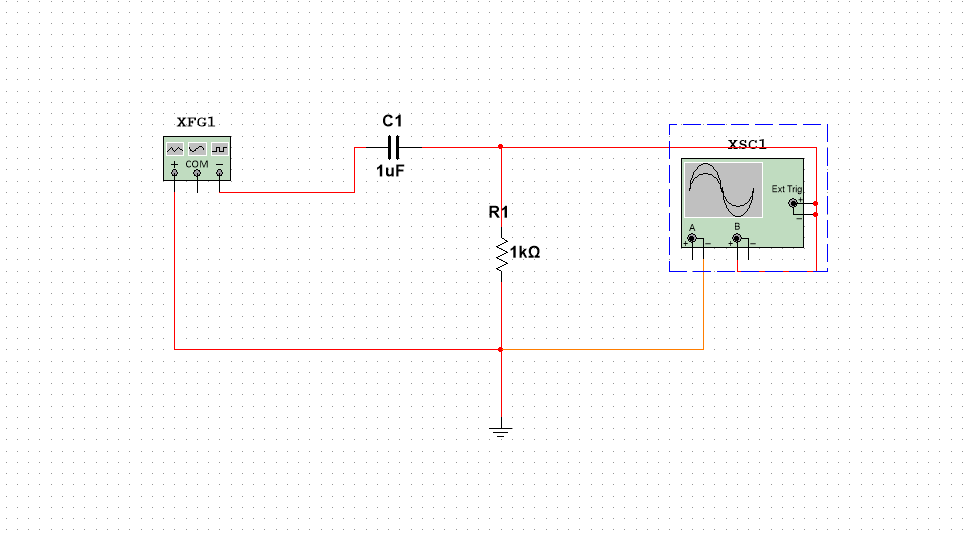 XFG1
+ COM −
C1
1uF
XSC1
Ext Trig
+
−
A
B
+ − + −
R1
1kΩ